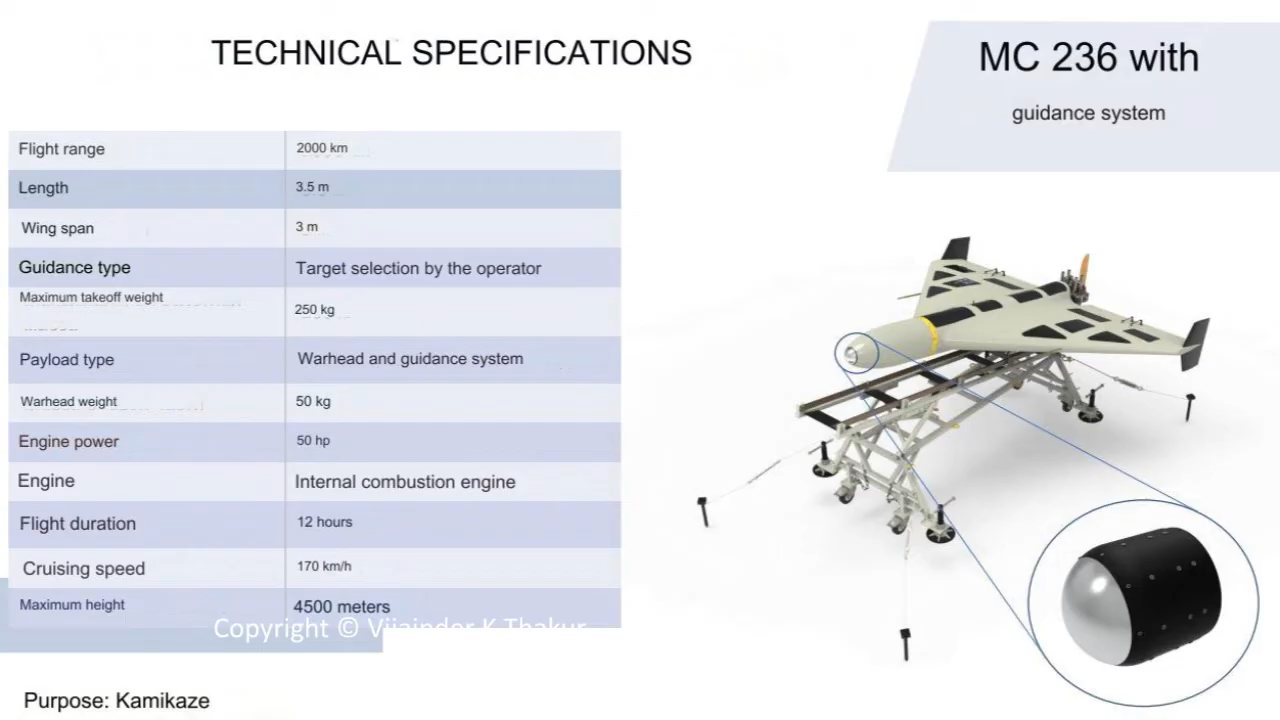 TECHNICAL SPECIFICATIONS
MC 236 with
guidance system
Flight range 2000 km
Length 3.5 m
Wing span 3 m
Guidance type Target selection by the operator
Maximum takeoff weight 250 kg
Payload type Warhead and guidance system
Warhead weight 50 kg
Engine power 50 hp
Engine Internal combustion engine
Flight duration 12 hours
Cruising speed 170 km/h
Maximum height 4500 meters
Copyright © Vijainder K Thakur
Purpose: Kamikaze